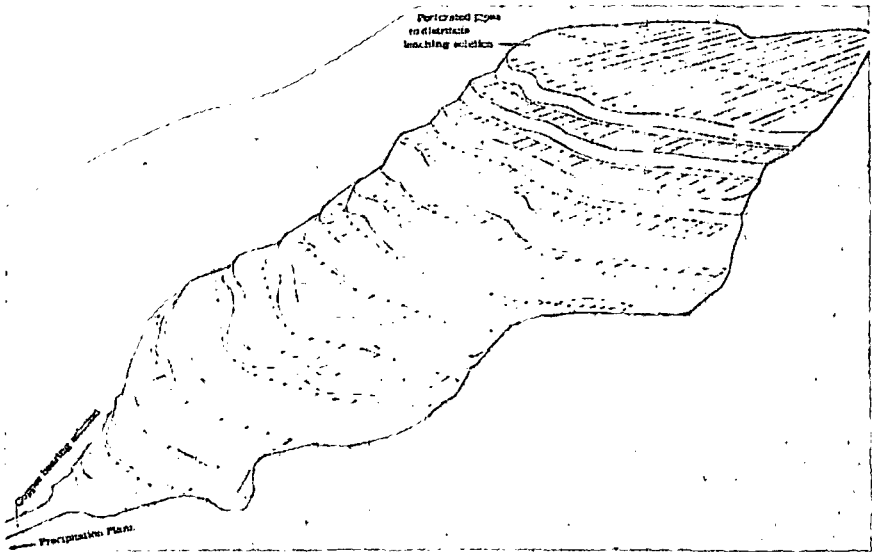 Perforated pipes
to distribute
leaching solution
Copper bearing solution
Precipitation Plant